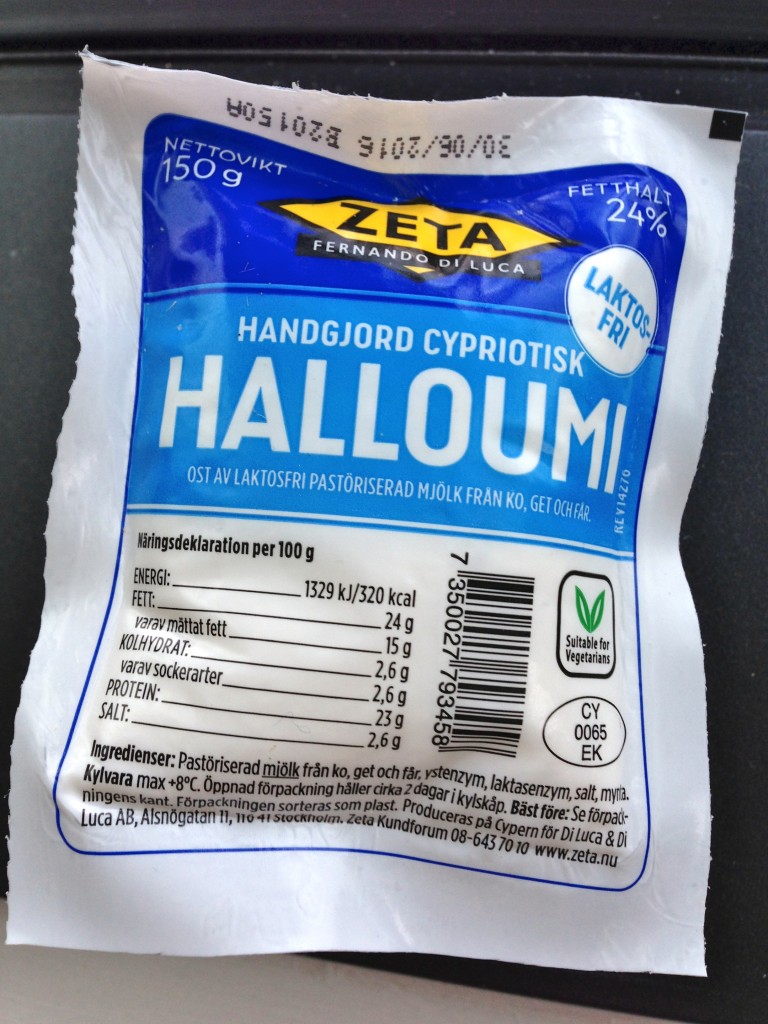 30/06/2016 B20150A
NETTOVIKT
150 g
FETTHALT
24%
ZETA
FERNANDO DI LUCA
LAKTOS-
FRI
HANDGJORD CYPRIOTISK
HALLOUMI
OST AV LAKTOSFRI PASTÖRISERAD MJÖLK FRÅN KO, GET OCH FÅR.
REV14276
Näringsdeklaration per 100 g
ENERGI: 1329 kJ/320 kcal
FETT: 24 g
varav mättat fett 15 g
KOLHYDRAT: 2,6 g
varav sockerarter 2,6 g
PROTEIN: 23 g
SALT: 2,6 g
7 350027 793458
Suitable for
Vegetarians
CY
0065
EK
Ingredienser: Pastöriserad mjölk från ko, get och får, ystenzym, laktasenzym, salt, mynta.
Kylvara max +8°C. Öppnad förpackning håller cirka 2 dagar i kylskåp. Bäst före: Se förpack-
ningens kant. Förpackningen sorteras som plast. Produceras på Cypern för Di Luca & Di
Luca AB, Alsnögatan 11, 116 41 Stockholm. Zeta Kundforum 08-643 70 10 www.zeta.nu